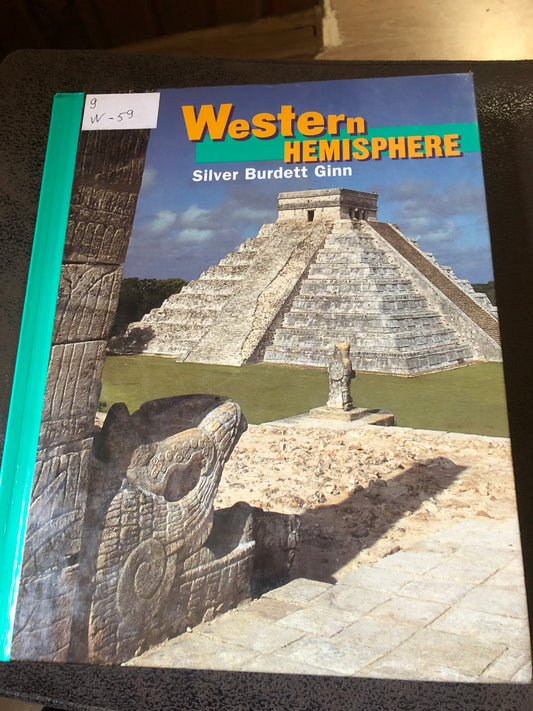 9
W-59
Western
HEMISPHERE
Silver Burdett Ginn